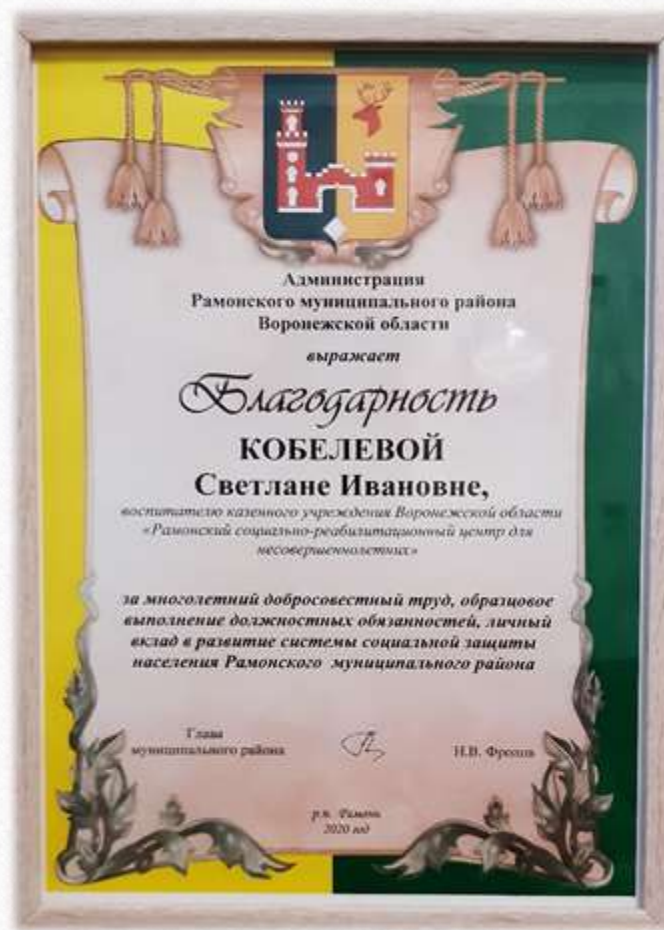 Администрация
Рамонского муниципального района
Воронежской области
выражает
Благодарность
КОБЕЛЕВОЙ
Светлане Ивановне,
воспитателю казенного учреждения Воронежской области
«Рамонский социально-реабилитационный центр для
несовершеннолетних»
за многолетний добросовестный труд, образцовое
выполнение должностных обязанностей, личный
вклад в развитие системы социальной защиты
населения Рамонского муниципального района
Глава
муниципального района
Н.В. Фролов
р.п. Рамонь
2020 год